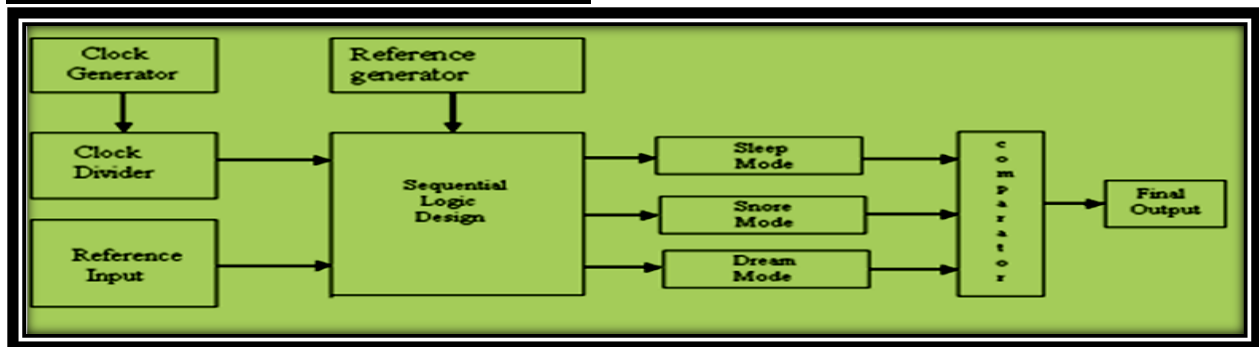 Clock
Generator
Reference
generator
Clock
Divider
Sequential
Logic
Design
Reference
Input
Sleep
Mode
Snore
Mode
Dream
Mode
comparator
Final
Output